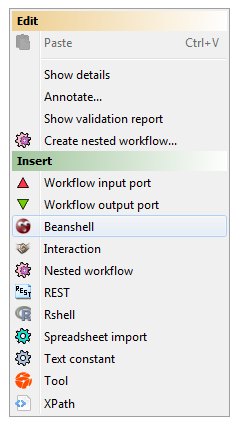 Edit
Paste Ctrl+V
Show details
Annotate...
Show validation report
Create nested workflow...
Insert
Workflow input port
Workflow output port
Beanshell
Interaction
Nested workflow
REST REST
Rshell
Spreadsheet import
Text constant
Tool
XPath